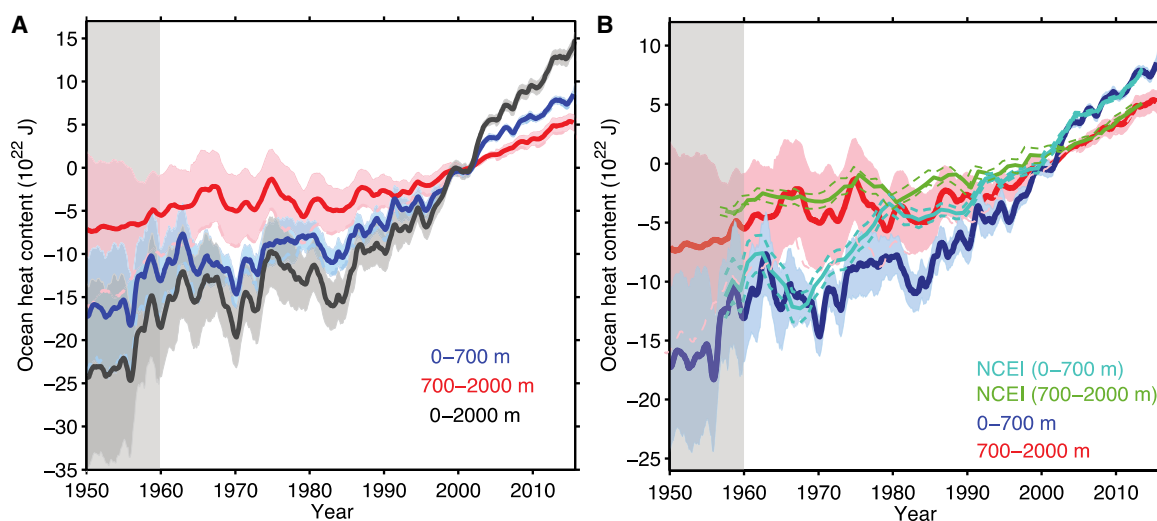 A
Ocean heat content (10²² J)
15
10
5
0
−5
−10
−15
−20
−25
−30
−35
0−700 m
700−2000 m
0−2000 m
1950 1960 1970 1980 1990 2000 2010
Year
B
Ocean heat content (10²² J)
10
5
0
−5
−10
−15
−20
−25
NCEI (0−700 m)
NCEI (700−2000 m)
0−700 m
700−2000 m
1950 1960 1970 1980 1990 2000 2010
Year